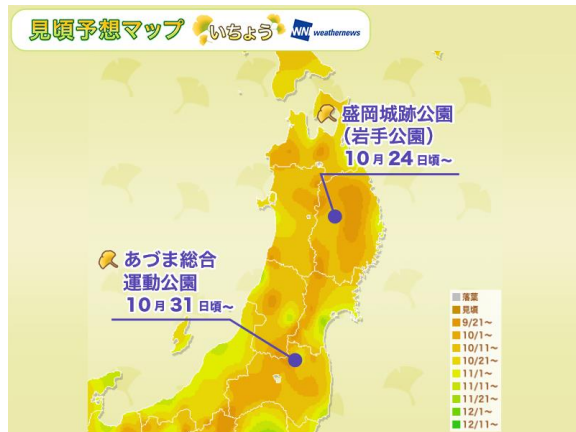 見頃予想マップ いちょう WNI weathernews
盛岡城跡公園
(岩手公園)
10月24日頃〜
あづま総合
運動公園
10月31日頃〜
落葉
見頃
9/21〜
10/1〜
10/11〜
10/21〜
11/1〜
11/11〜
11/21〜
12/1〜
12/11〜